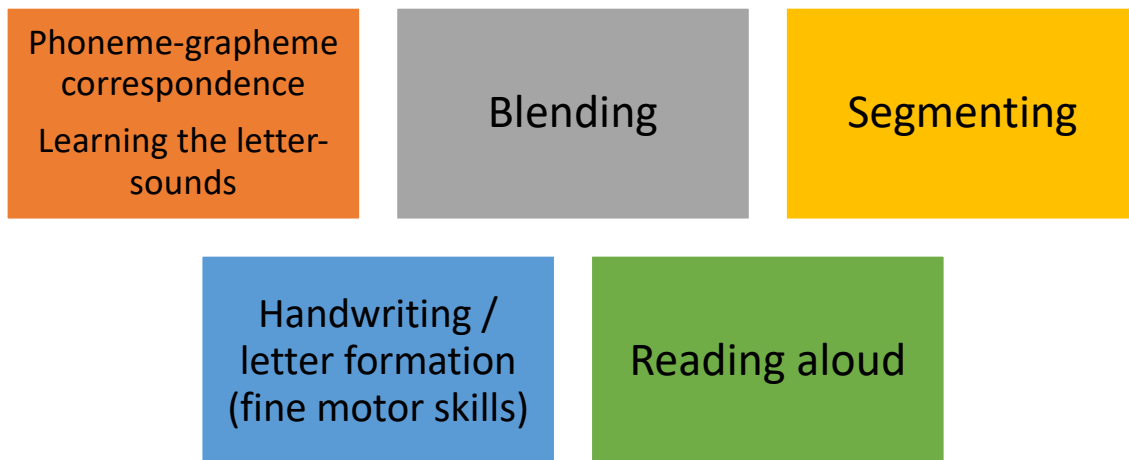 Phoneme-grapheme
correspondence
Learning the letter-
sounds
Blending
Segmenting
Handwriting /
letter formation
(fine motor skills)
Reading aloud